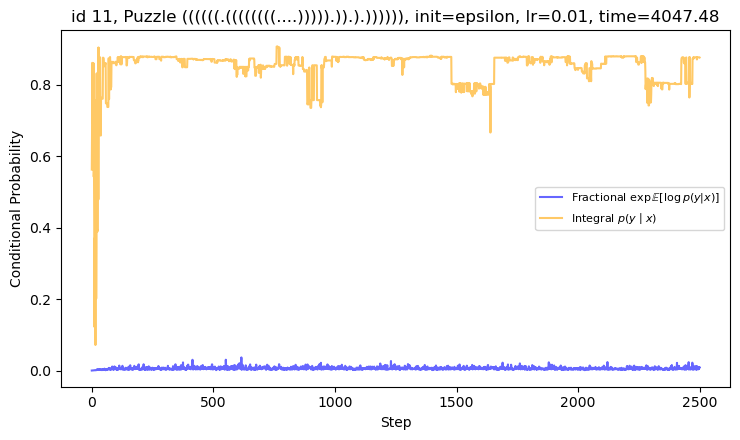 id 11, Puzzle ((((((.((((((((....))))).)).).)))))), init=epsilon, lr=0.01, time=4047.48
Conditional Probability
0.8
0.6
0.4
0.2
0.0
Fractional exp𝔼[log p(y|x)]
Integral p(y | x)
0
500
1000
1500
2000
2500
Step